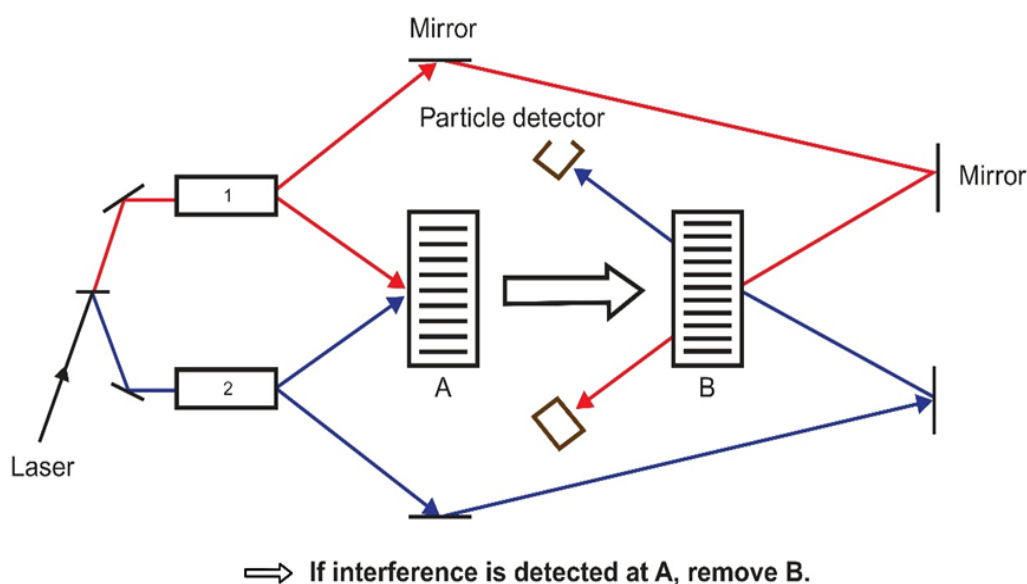 Mirror
Particle detector
Mirror
1
2
A
B
Laser
If interference is detected at A, remove B.